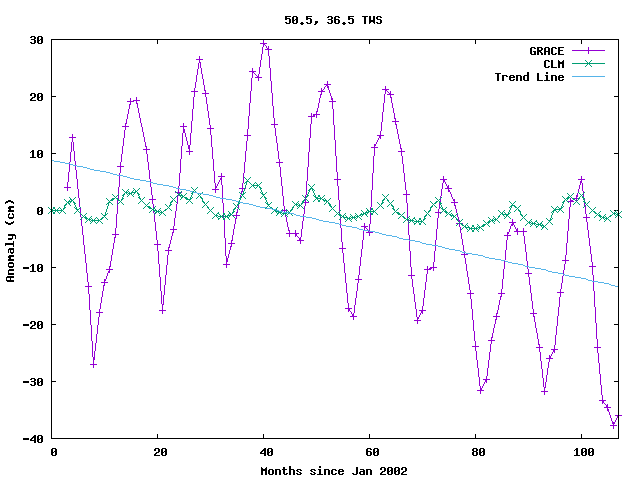 50.5, 36.5 TWS
GRACE
CLM
Trend Line
30
20
10
0
-10
-20
-30
-40
Anomaly (cm)
0 20 40 60 80 100
Months since Jan 2002